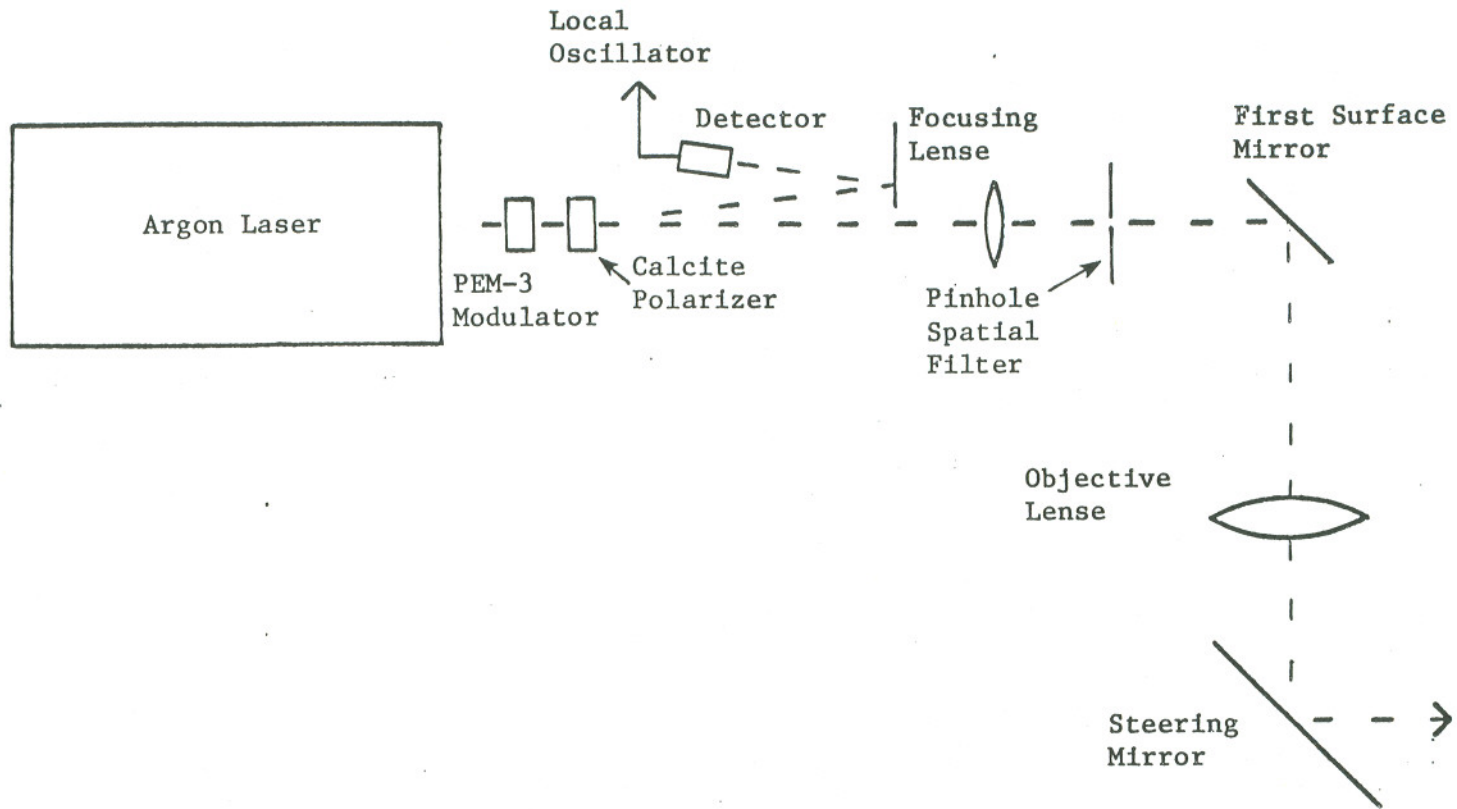 Local
Oscillator
Detector
Focusing
Lense
First Surface
Mirror
Argon Laser
PEM-3
Modulator
Calcite
Polarizer
Pinhole
Spatial
Filter
Objective
Lense
Steering
Mirror